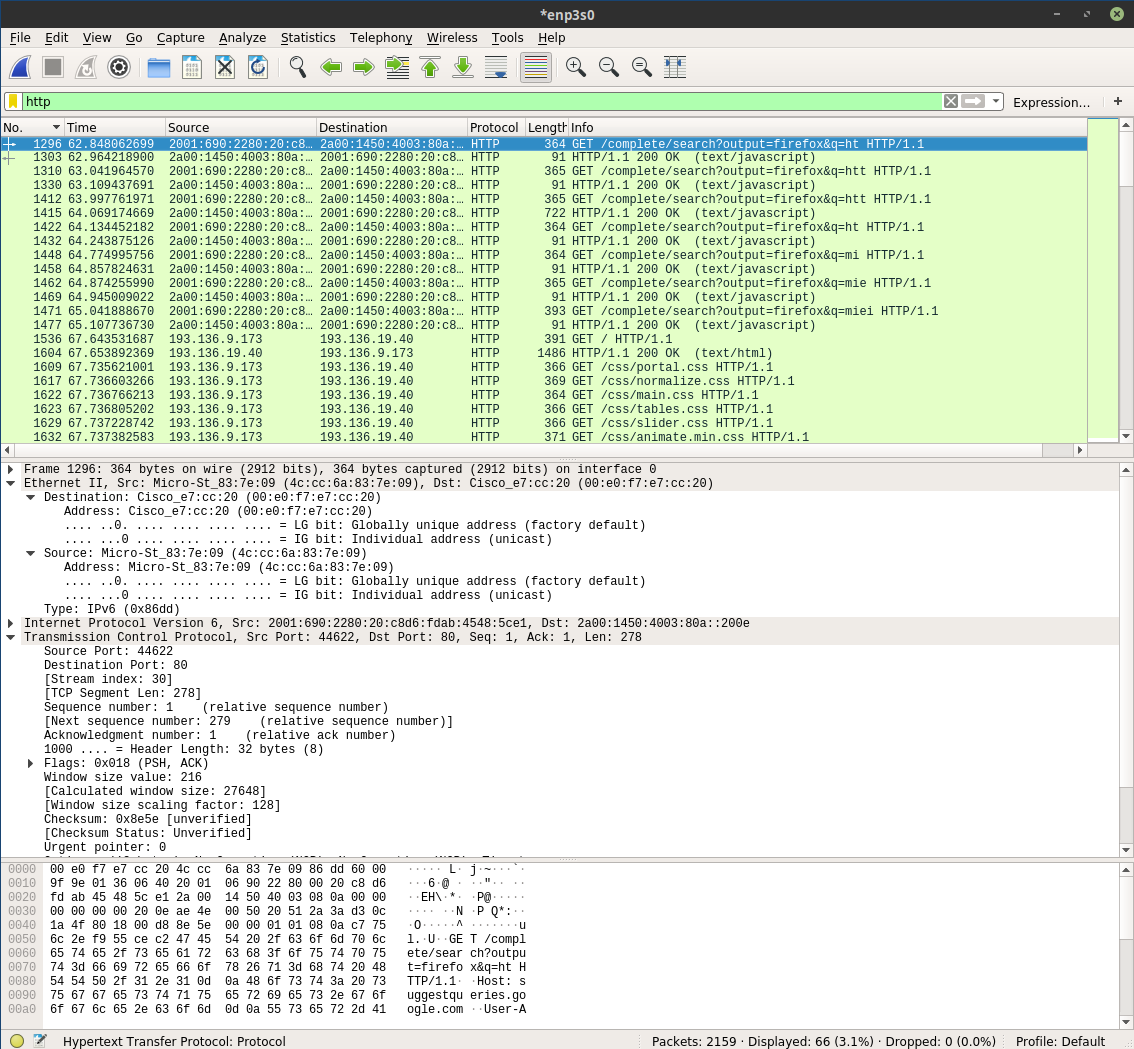 *enp3s0
File Edit View Go Capture Analyze Statistics Telephony Wireless Tools Help
http Expression… +
No. Time Source Destination Protocol Length Info
1296 62.848062699 2001:690:2280:20:c8… 2a00:1450:4003:80a:… HTTP 364 GET /complete/search?output=firefox&q=ht HTTP/1.1
1303 62.964218900 2a00:1450:4003:80a:… 2001:690:2280:20:c8… HTTP 91 HTTP/1.1 200 OK (text/javascript)
1310 63.041964570 2001:690:2280:20:c8… 2a00:1450:4003:80a:… HTTP 365 GET /complete/search?output=firefox&q=htt HTTP/1.1
1330 63.109437691 2a00:1450:4003:80a:… 2001:690:2280:20:c8… HTTP 91 HTTP/1.1 200 OK (text/javascript)
1412 63.997761971 2001:690:2280:20:c8… 2a00:1450:4003:80a:… HTTP 365 GET /complete/search?output=firefox&q=htt HTTP/1.1
1415 64.069174669 2a00:1450:4003:80a:… 2001:690:2280:20:c8… HTTP 722 HTTP/1.1 200 OK (text/javascript)
1422 64.134452182 2001:690:2280:20:c8… 2a00:1450:4003:80a:… HTTP 364 GET /complete/search?output=firefox&q=ht HTTP/1.1
1432 64.243875126 2a00:1450:4003:80a:… 2001:690:2280:20:c8… HTTP 91 HTTP/1.1 200 OK (text/javascript)
1448 64.774995756 2001:690:2280:20:c8… 2a00:1450:4003:80a:… HTTP 364 GET /complete/search?output=firefox&q=mi HTTP/1.1
1458 64.857824631 2a00:1450:4003:80a:… 2001:690:2280:20:c8… HTTP 91 HTTP/1.1 200 OK (text/javascript)
1462 64.874255990 2001:690:2280:20:c8… 2a00:1450:4003:80a:… HTTP 365 GET /complete/search?output=firefox&q=mie HTTP/1.1
1469 64.945009022 2a00:1450:4003:80a:… 2001:690:2280:20:c8… HTTP 91 HTTP/1.1 200 OK (text/javascript)
1471 65.041888670 2001:690:2280:20:c8… 2a00:1450:4003:80a:… HTTP 393 GET /complete/search?output=firefox&q=miei HTTP/1.1
1477 65.107736730 2a00:1450:4003:80a:… 2001:690:2280:20:c8… HTTP 91 HTTP/1.1 200 OK (text/javascript)
1536 67.643531687 193.136.9.173 193.136.19.40 HTTP 391 GET / HTTP/1.1
1604 67.653892369 193.136.19.40 193.136.9.173 HTTP 1486 HTTP/1.1 200 OK (text/html)
1609 67.735621001 193.136.9.173 193.136.19.40 HTTP 366 GET /css/portal.css HTTP/1.1
1617 67.736603266 193.136.9.173 193.136.19.40 HTTP 369 GET /css/normalize.css HTTP/1.1
1622 67.736766213 193.136.9.173 193.136.19.40 HTTP 364 GET /css/main.css HTTP/1.1
1623 67.736805202 193.136.9.173 193.136.19.40 HTTP 366 GET /css/tables.css HTTP/1.1
1629 67.737228742 193.136.9.173 193.136.19.40 HTTP 366 GET /css/slider.css HTTP/1.1
1632 67.737382583 193.136.9.173 193.136.19.40 HTTP 371 GET /css/animate.min.css HTTP/1.1
Frame 1296: 364 bytes on wire (2912 bits), 364 bytes captured (2912 bits) on interface 0
Ethernet II, Src: Micro-St_83:7e:09 (4c:cc:6a:83:7e:09), Dst: Cisco_e7:cc:20 (00:e0:f7:e7:cc:20)
Destination: Cisco_e7:cc:20 (00:e0:f7:e7:cc:20)
Address: Cisco_e7:cc:20 (00:e0:f7:e7:cc:20)
.... ..0. .... .... .... .... = LG bit: Globally unique address (factory default)
.... ...0 .... .... .... .... = IG bit: Individual address (unicast)
Source: Micro-St_83:7e:09 (4c:cc:6a:83:7e:09)
Address: Micro-St_83:7e:09 (4c:cc:6a:83:7e:09)
.... ..0. .... .... .... .... = LG bit: Globally unique address (factory default)
.... ...0 .... .... .... .... = IG bit: Individual address (unicast)
Type: IPv6 (0x86dd)
Internet Protocol Version 6, Src: 2001:690:2280:20:c8d6:fdab:4548:5ce1, Dst: 2a00:1450:4003:80a::200e
Transmission Control Protocol, Src Port: 44622, Dst Port: 80, Seq: 1, Ack: 1, Len: 278
Source Port: 44622
Destination Port: 80
[Stream index: 30]
[TCP Segment Len: 278]
Sequence number: 1 (relative sequence number)
[Next sequence number: 279 (relative sequence number)]
Acknowledgment number: 1 (relative ack number)
1000 .... = Header Length: 32 bytes (8)
Flags: 0x018 (PSH, ACK)
Window size value: 216
[Calculated window size: 27648]
[Window size scaling factor: 128]
Checksum: 0x8e5e [unverified]
[Checksum Status: Unverified]
Urgent pointer: 0
0000 00 e0 f7 e7 cc 20 4c cc 6a 83 7e 09 86 dd 60 00 ····· L· j·~···`·
0010 9f 9e 01 36 06 40 20 01 06 90 22 80 00 20 c8 d6 ···6·@ · ··"·· ··
0020 fd ab 45 48 5c e1 2a 00 14 50 40 03 08 0a 00 00 ··EH\·*· ·P@·····
0030 00 00 00 00 20 0e ae 4e 00 50 20 51 2a 3a d3 0c ···· ··N ·P Q*:··
0040 1a 4f 80 18 00 d8 8e 5e 00 00 01 01 08 0a c7 75 ·O·····^ ·······u
0050 6c 2e f9 55 ce c2 47 45 54 20 2f 63 6f 6d 70 6c l.·U··GE T /compl
0060 65 74 65 2f 73 65 61 72 63 68 3f 6f 75 74 70 75 ete/sear ch?outpu
0070 74 3d 66 69 72 65 66 6f 78 26 71 3d 68 74 20 48 t=firefo x&q=ht H
0080 54 54 50 2f 31 2e 31 0d 0a 48 6f 73 74 3a 20 73 TTP/1.1· ·Host: s
0090 75 67 67 65 73 74 71 75 65 72 69 65 73 2e 67 6f uggestqu eries.go
00a0 6f 67 6c 65 2e 63 6f 6d 0d 0a 55 73 65 72 2d 41 ogle.com ··User-A
Hypertext Transfer Protocol: Protocol Packets: 2159 · Displayed: 66 (3.1%) · Dropped: 0 (0.0%) Profile: Default